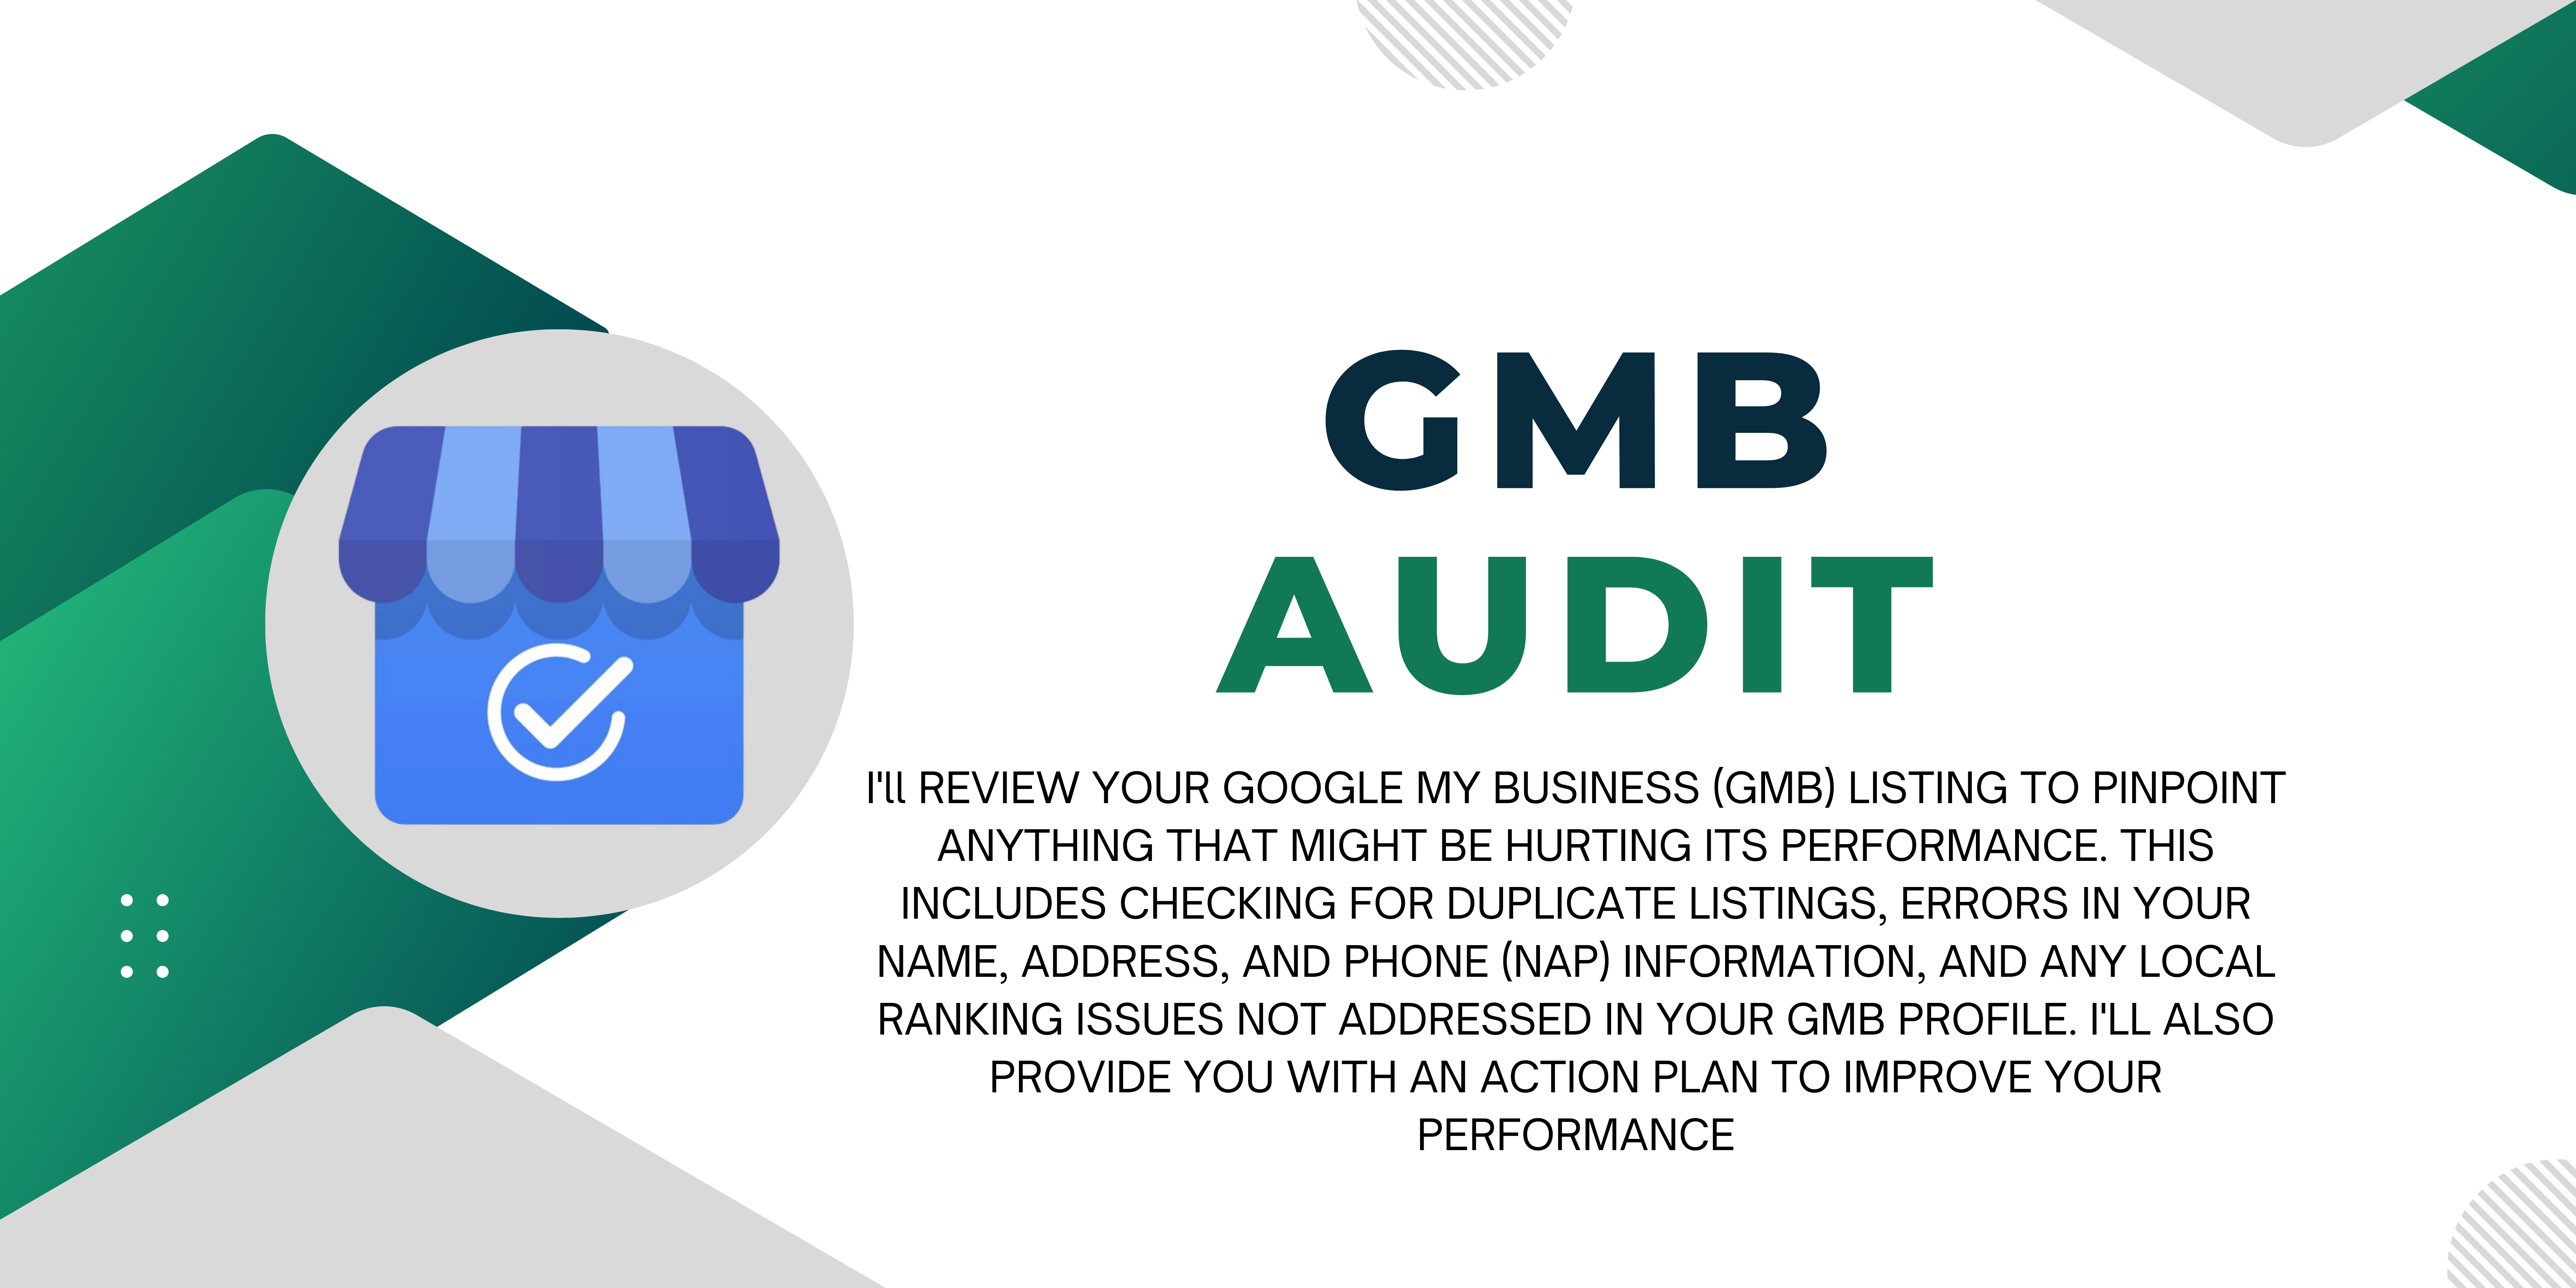 GMB
AUDIT
I'll REVIEW YOUR GOOGLE MY BUSINESS (GMB) LISTING TO PINPOINT
ANYTHING THAT MIGHT BE HURTING ITS PERFORMANCE. THIS
INCLUDES CHECKING FOR DUPLICATE LISTINGS, ERRORS IN YOUR
NAME, ADDRESS, AND PHONE (NAP) INFORMATION, AND ANY LOCAL
RANKING ISSUES NOT ADDRESSED IN YOUR GMB PROFILE. I'LL ALSO
PROVIDE YOU WITH AN ACTION PLAN TO IMPROVE YOUR
PERFORMANCE